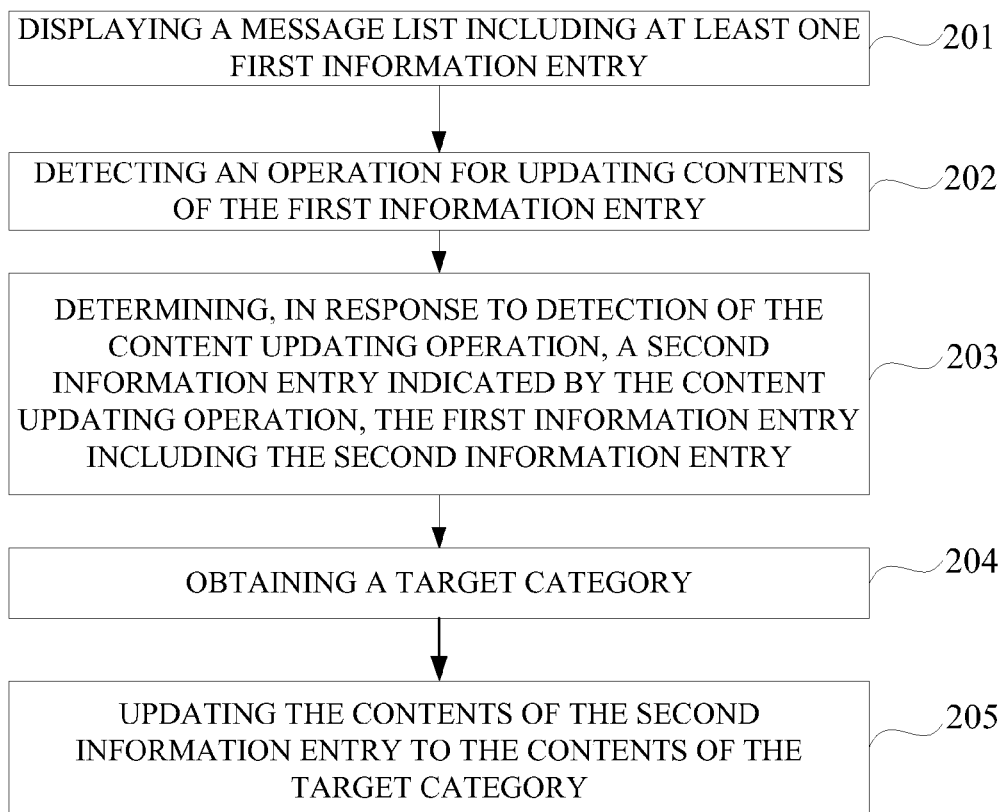 DISPLAYING A MESSAGE LIST INCLUDING AT LEAST ONE
FIRST INFORMATION ENTRY
201
DETECTING AN OPERATION FOR UPDATING CONTENTS
OF THE FIRST INFORMATION ENTRY
202
DETERMINING, IN RESPONSE TO DETECTION OF THE
CONTENT UPDATING OPERATION, A SECOND
INFORMATION ENTRY INDICATED BY THE CONTENT
UPDATING OPERATION, THE FIRST INFORMATION ENTRY
INCLUDING THE SECOND INFORMATION ENTRY
203
OBTAINING A TARGET CATEGORY
204
UPDATING THE CONTENTS OF THE SECOND
INFORMATION ENTRY TO THE CONTENTS OF THE
TARGET CATEGORY
205